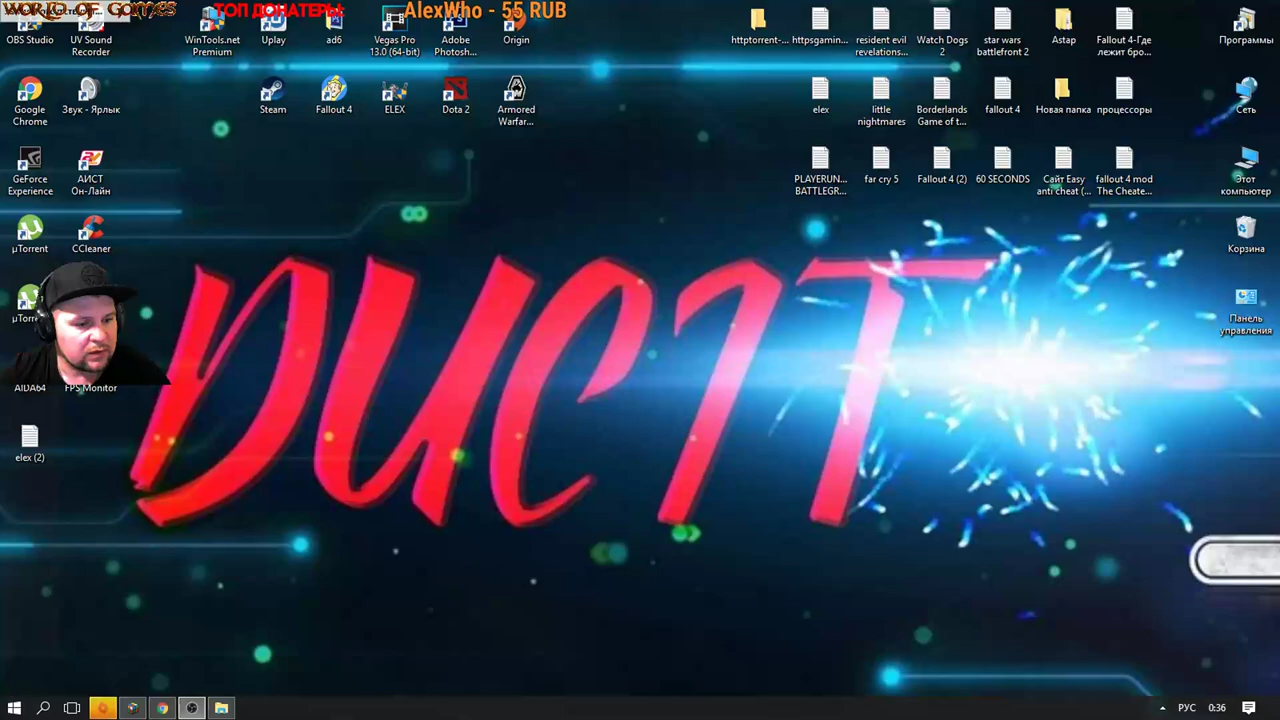 WORLD OF GAMES
ТОП ДОНАТЕРЫ:
AlexWho - 55 RUB
OBS Studio
UV Sound
Recorder
WinTools.net
Premium
Uplay
ad6
Vegas Pro
13.0 (64-bit)
Adobe
Photosh...
Origin
httptorrent-...
httpsgamin...
resident evil
revelations...
Watch Dogs
2
star wars
battlefront 2
Astap
Fallout 4-Где
лежит бро...
Программы
Google
Chrome
Звук - Ярлык
Steam
Fallout 4
ELEX
Dota 2
Armored
Warfar...
elex
little
nightmares
Borderlands
Game of t...
fallout 4
Новая папка
процессоры
Сеть
GeForce
Experience
АИСТ
Он-Лайн
PLAYERUN...
BATTLEGR...
far cry 5
Fallout 4 (2)
60 SECONDS
Сайт Easy
anti cheat (...
fallout 4 mod
The Cheate...
Этот
компьютер
µTorrent
CCleaner
Корзина
Панель
управления
AIDA64
FPS Monitor
elex (2)
DUCTT
РУС
0:36